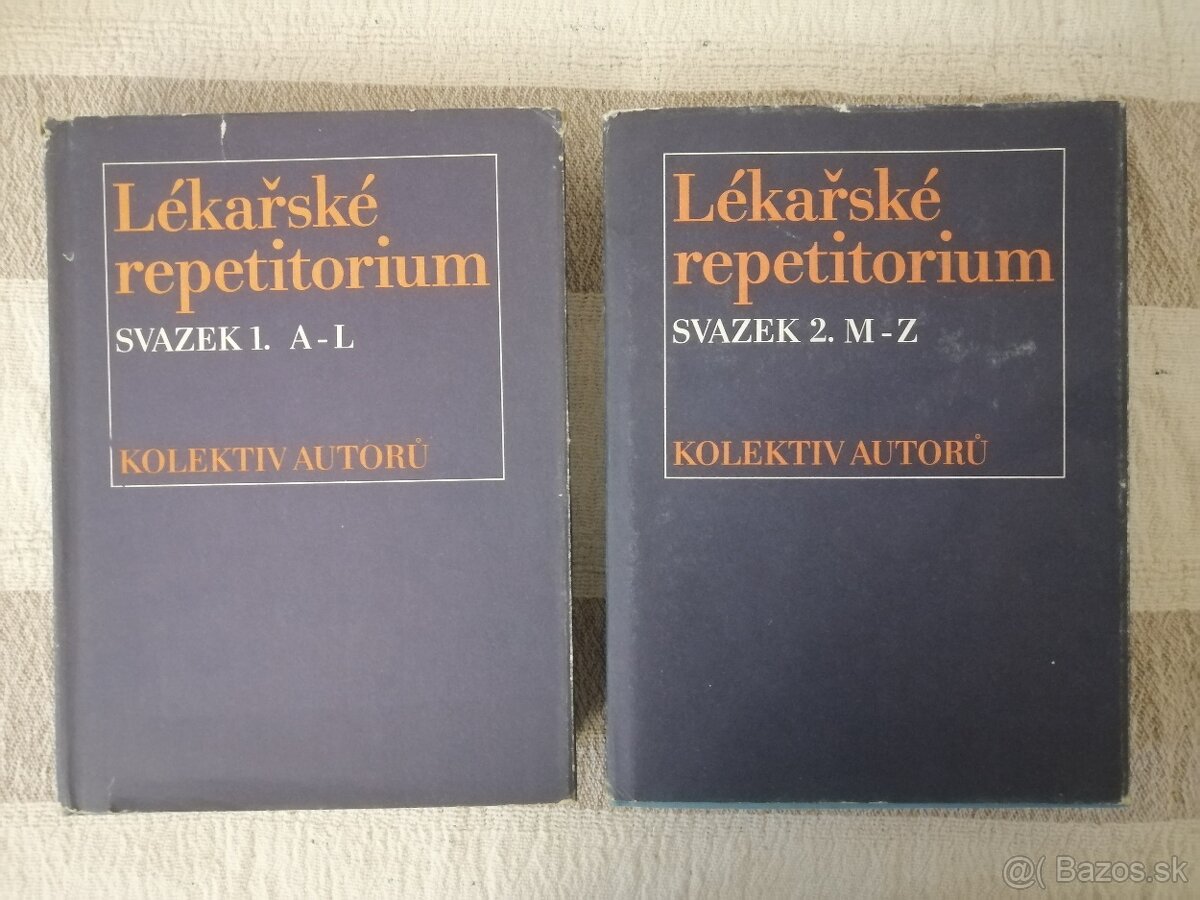 Lékařské
repetitorium
SVAZEK 1. A-L
KOLEKTIV AUTORŮ
Lékařské
repetitorium
SVAZEK 2. M-Z
KOLEKTIV AUTORŮ
@( Bazos.sk